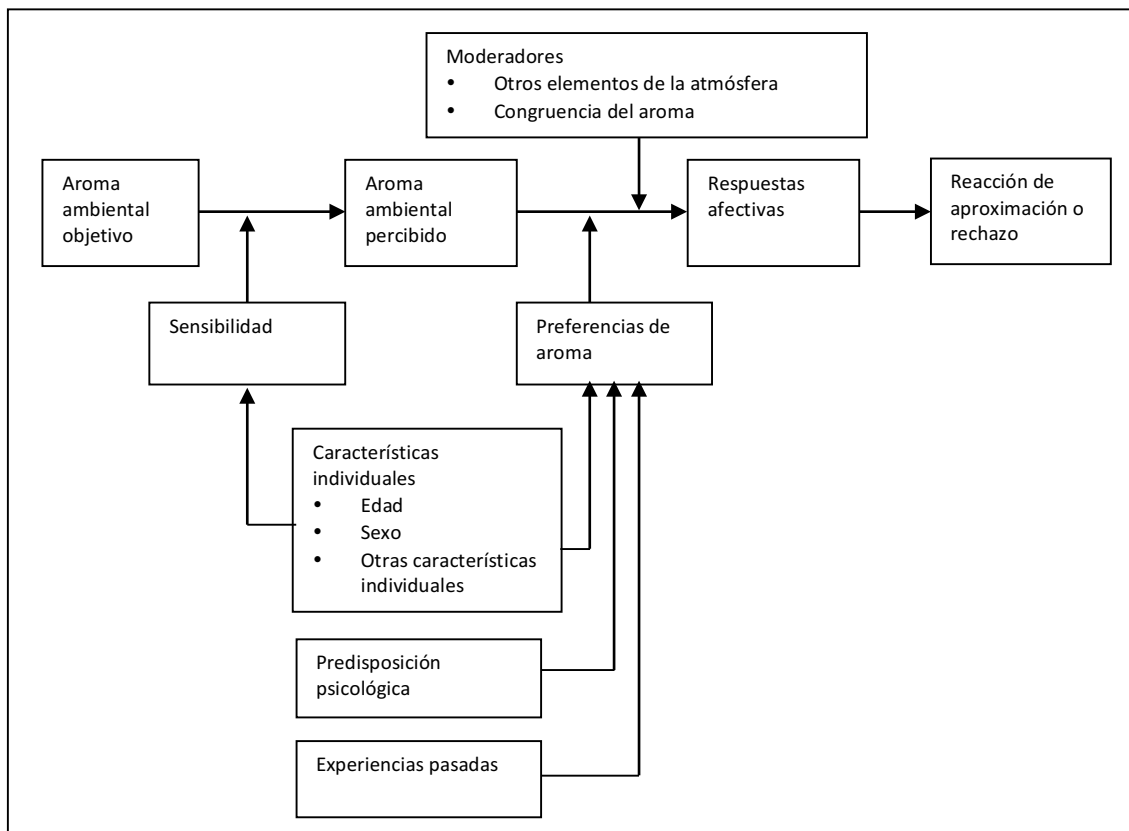 Moderadores
• Otros elementos de la atmósfera
• Congruencia del aroma
Aroma
ambiental
objetivo
Aroma
ambiental
percibido
Respuestas
afectivas
Reacción de
aproximación o
rechazo
Sensibilidad
Preferencias de
aroma
Características
individuales
• Edad
• Sexo
• Otras características
individuales
Predisposición
psicológica
Experiencias pasadas